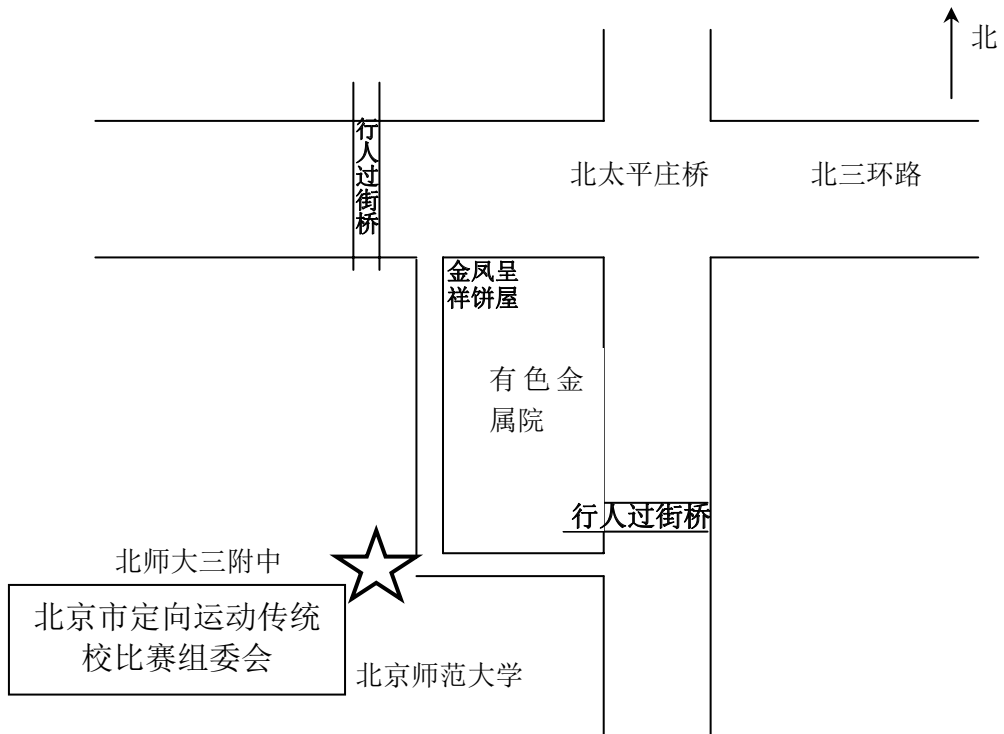 北
行人过街桥
北太平庄桥
北三环路
金凤呈
祥饼屋
有色金
属院
行人过街桥
北师大三附中
北京市定向运动传统
校比赛组委会
北京师范大学